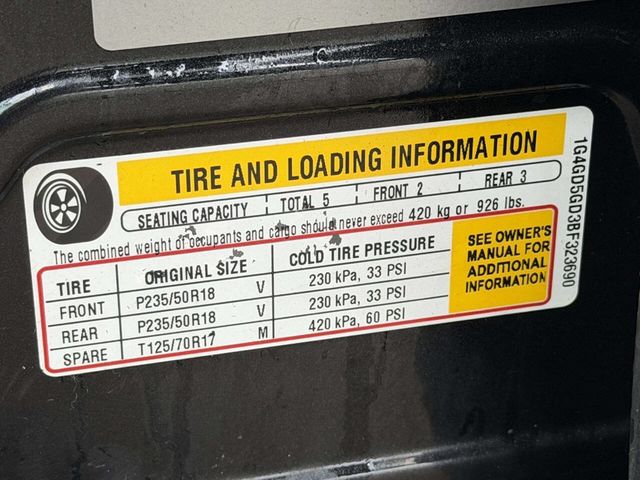 TIRE AND LOADING INFORMATION
SEATING CAPACITY TOTAL 5 FRONT 2 REAR 3
The combined weight of occupants and cargo should never exceed 420 kg or 926 lbs.
TIRE ORIGINAL SIZE COLD TIRE PRESSURE
FRONT P235/50R18 V 230 kPa, 33 PSI
REAR P235/50R18 V 230 kPa, 33 PSI
SPARE T125/70R17 M 420 kPa, 60 PSI
SEE OWNER'S
MANUAL FOR
ADDITIONAL
INFORMATION
1G4GD5GD3BF323690